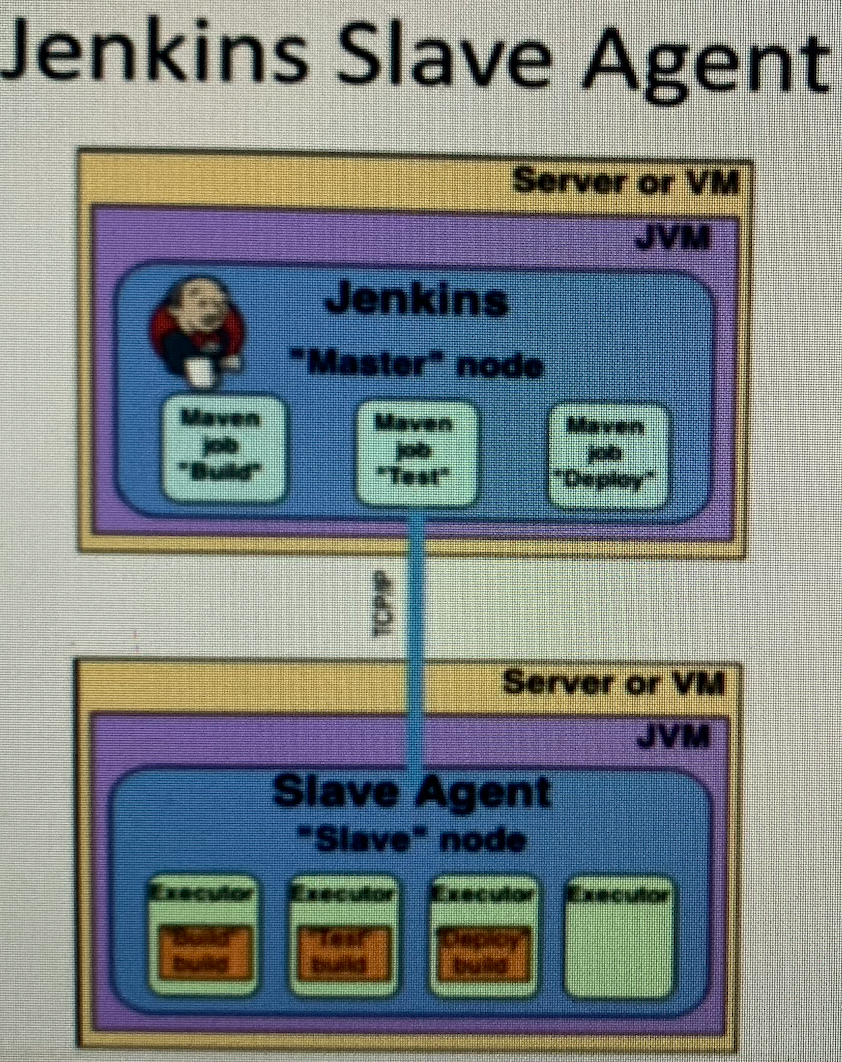 Jenkins Slave Agent
Server or VM
JVM
Jenkins
"Master" node
Maven
job
"Build"
Maven
job
"Test"
Maven
job
"Deploy"
TCP/IP
Server or VM
JVM
Slave Agent
"Slave" node
Executor
"Build"
build
Executor
"Test"
build
Executor
"Deploy"
build
Executor